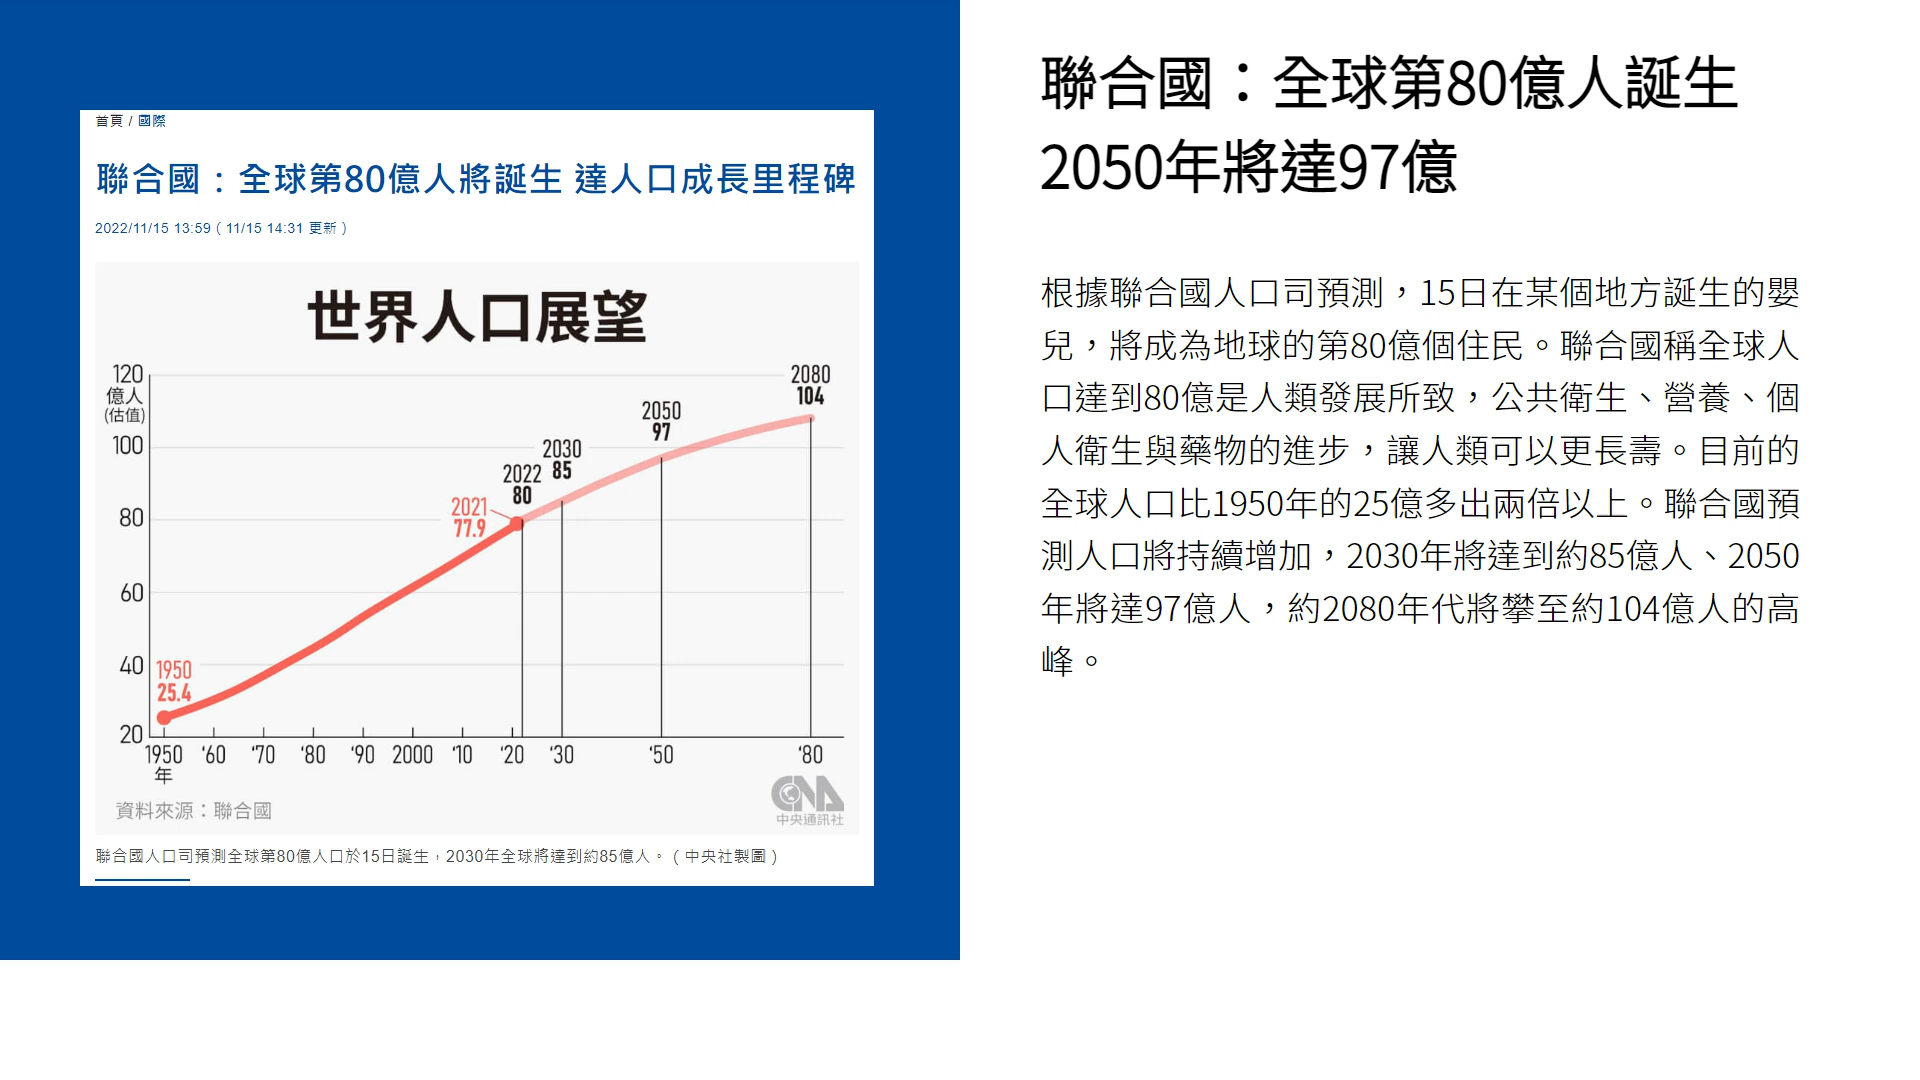 首頁 / 國際
聯合國：全球第80億人將誕生 達人口成長里程碑
2022/11/15 13:59（11/15 14:31 更新）
世界人口展望
120
億人
(估值)
100
80
60
40
20
1950
25.4
2021
77.9
2022
80
2030
85
2050
97
2080
104
1950 '60 '70 '80 '90 2000 '10 '20 '30 '50 '80
年
資料來源：聯合國
CNA
中央通訊社
聯合國人口司預測全球第80億人口於15日誕生，2030年全球將達到約85億人。（中央社製圖）
聯合國：全球第80億人誕生
2050年將達97億
根據聯合國人口司預測，15日在某個地方誕生的嬰
兒，將成為地球的第80億個住民。聯合國稱全球人
口達到80億是人類發展所致，公共衛生、營養、個
人衛生與藥物的進步，讓人類可以更長壽。目前的
全球人口比1950年的25億多出兩倍以上。聯合國預
測人口將持續增加，2030年將達到約85億人、2050
年將達97億人，約2080年代將攀至約104億人的高
峰。